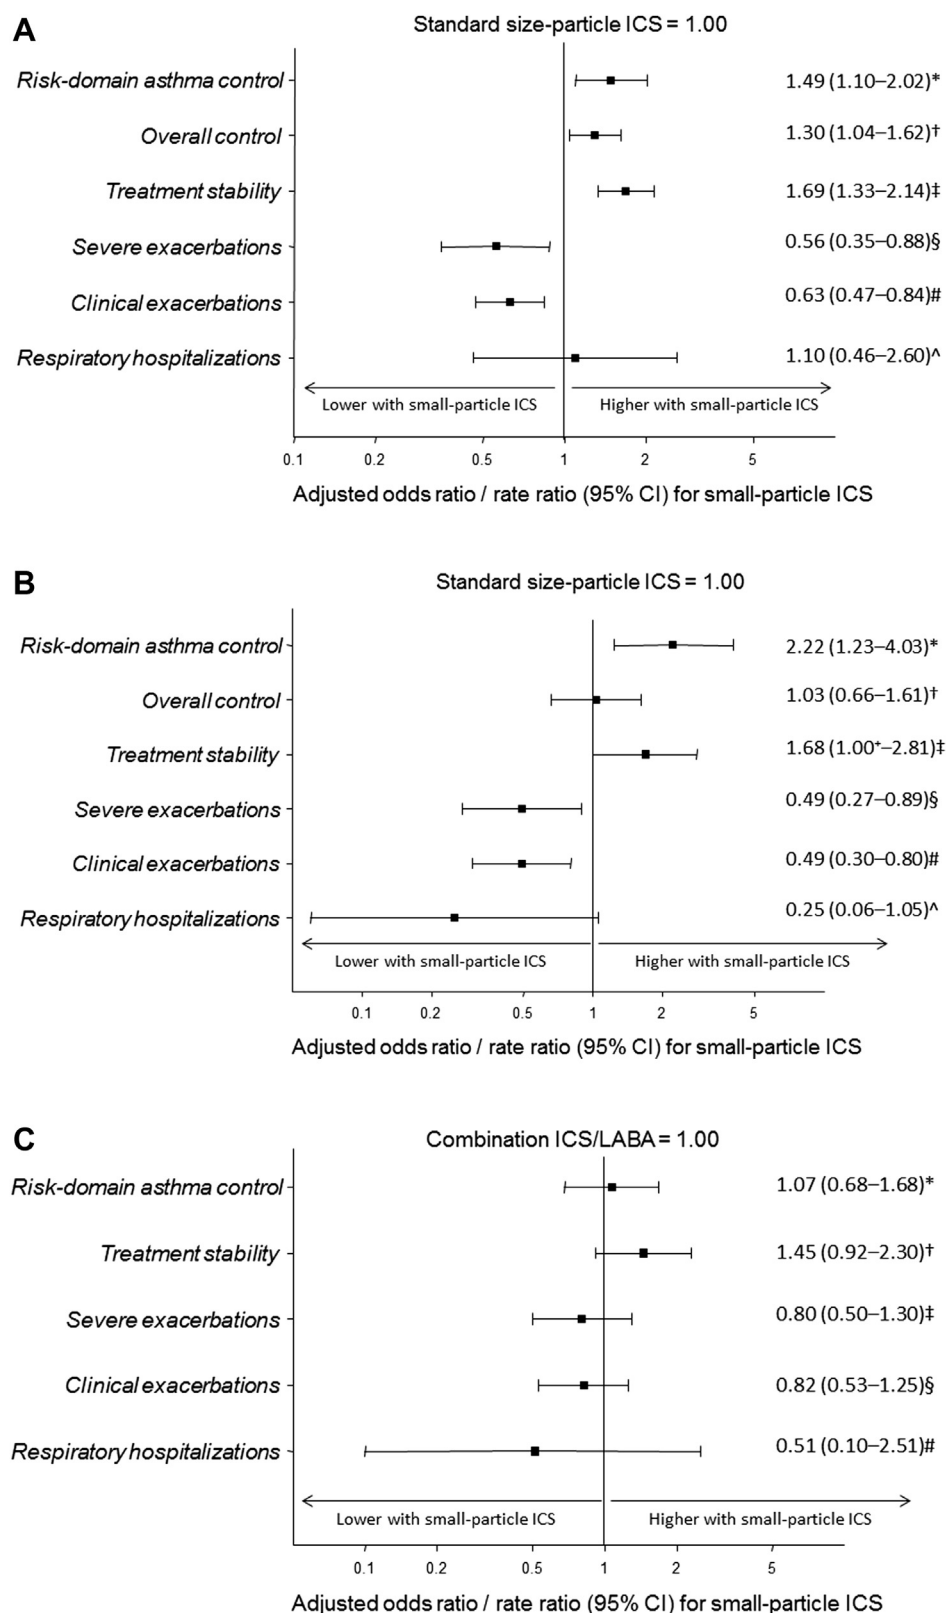 A
Standard size-particle ICS = 1.00
Risk-domain asthma control 1.49 (1.10–2.02)*
Overall control 1.30 (1.04–1.62)†
Treatment stability 1.69 (1.33–2.14)‡
Severe exacerbations 0.56 (0.35–0.88)§
Clinical exacerbations 0.63 (0.47–0.84)#
Respiratory hospitalizations 1.10 (0.46–2.60)^
Lower with small-particle ICS Higher with small-particle ICS
0.1 0.2 0.5 1 2 5
Adjusted odds ratio / rate ratio (95% CI) for small-particle ICS
B
Standard size-particle ICS = 1.00
Risk-domain asthma control 2.22 (1.23–4.03)*
Overall control 1.03 (0.66–1.61)†
Treatment stability 1.68 (1.00⁺–2.81)‡
Severe exacerbations 0.49 (0.27–0.89)§
Clinical exacerbations 0.49 (0.30–0.80)#
Respiratory hospitalizations 0.25 (0.06–1.05)^
Lower with small-particle ICS Higher with small-particle ICS
0.1 0.2 0.5 1 2 5
Adjusted odds ratio / rate ratio (95% CI) for small-particle ICS
C
Combination ICS/LABA = 1.00
Risk-domain asthma control 1.07 (0.68–1.68)*
Treatment stability 1.45 (0.92–2.30)†
Severe exacerbations 0.80 (0.50–1.30)‡
Clinical exacerbations 0.82 (0.53–1.25)§
Respiratory hospitalizations 0.51 (0.10–2.51)#
Lower with small-particle ICS Higher with small-particle ICS
0.1 0.2 0.5 1 2 5
Adjusted odds ratio / rate ratio (95% CI) for small-particle ICS